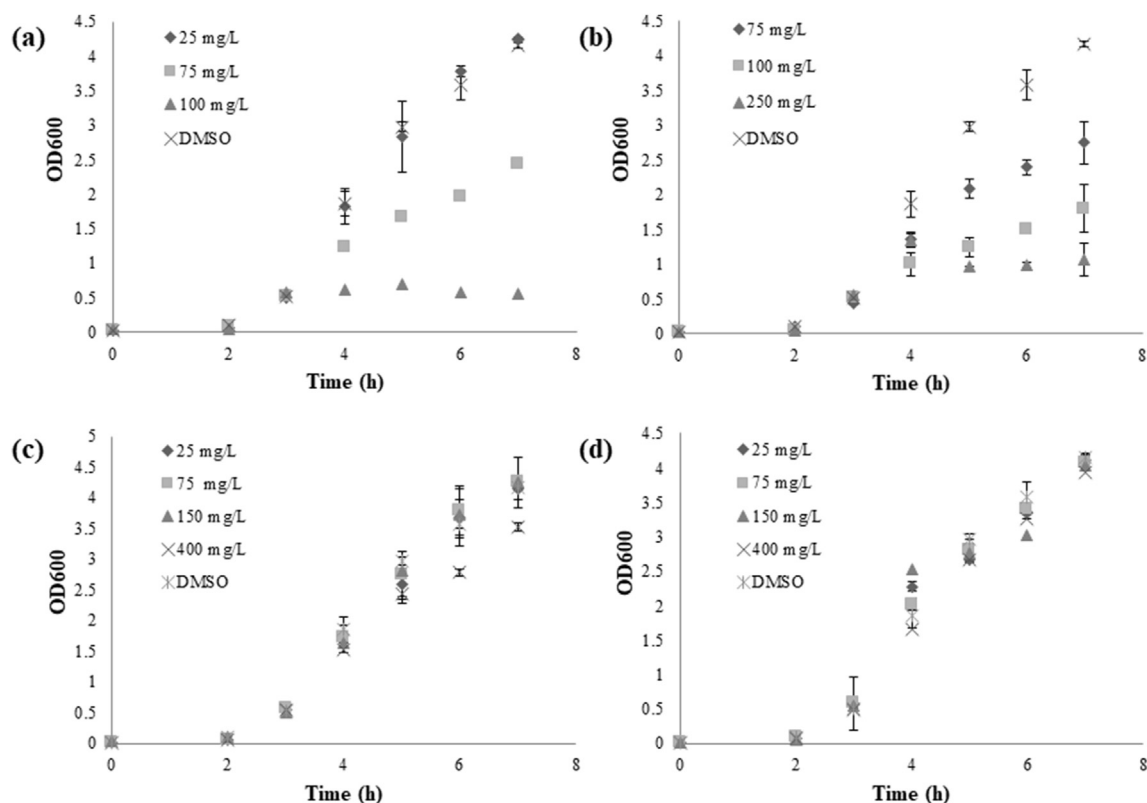 (a)
4.5
4
3.5
3
2.5
2
1.5
1
0.5
0
OD600
25 mg/L
75 mg/L
100 mg/L
DMSO
0 2 4 6 8
Time (h)
(b)
4.5
4
3.5
3
2.5
2
1.5
1
0.5
0
OD600
75 mg/L
100 mg/L
250 mg/L
DMSO
0 2 4 6 8
Time (h)
(c)
5
4.5
4
3.5
3
2.5
2
1.5
1
0.5
0
OD600
25 mg/L
75 mg/L
150 mg/L
400 mg/L
DMSO
0 2 4 6 8
Time (h)
(d)
4.5
4
3.5
3
2.5
2
1.5
1
0.5
0
OD600
25 mg/L
75 mg/L
150 mg/L
400 mg/L
DMSO
0 2 4 6 8
Time (h)